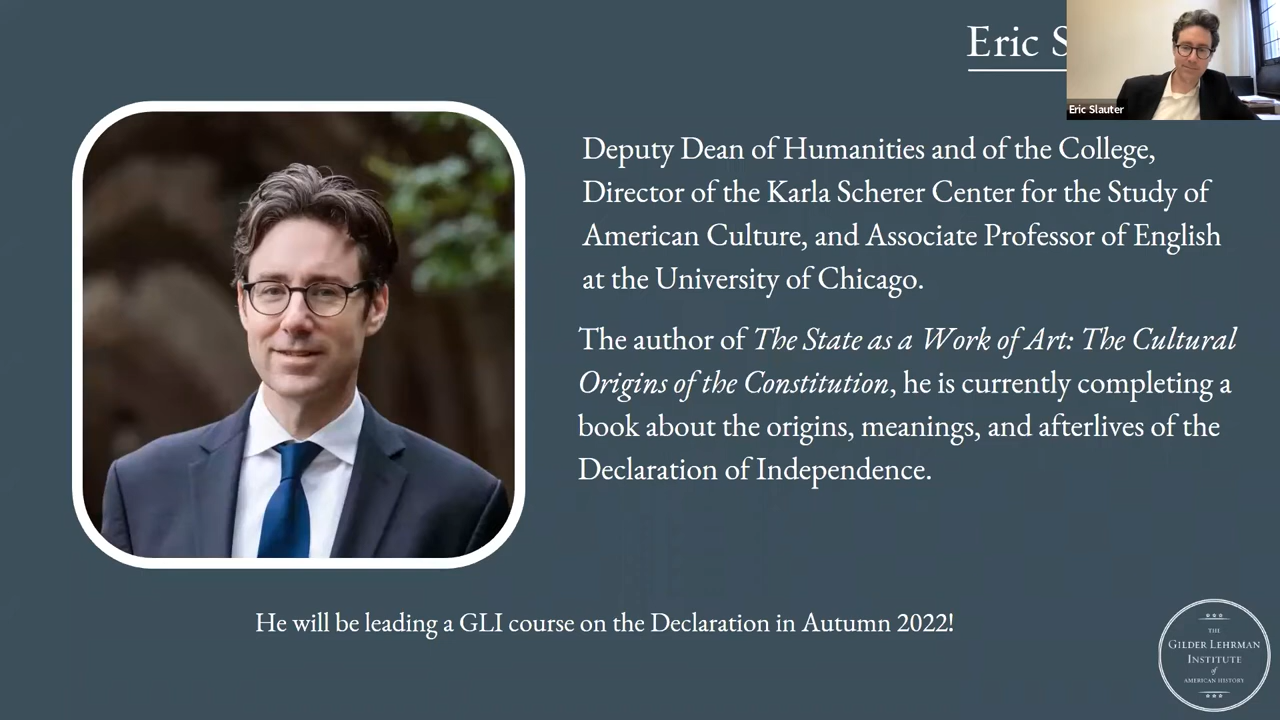 Eric S
Eric Slauter
Deputy Dean of Humanities and of the College,
Director of the Karla Scherer Center for the Study of
American Culture, and Associate Professor of English
at the University of Chicago.
The author of The State as a Work of Art: The Cultural
Origins of the Constitution, he is currently completing a
book about the origins, meanings, and afterlives of the
Declaration of Independence.
He will be leading a GLI course on the Declaration in Autumn 2022!
THE
GILDER LEHRMAN
INSTITUTE
of
AMERICAN HISTORY